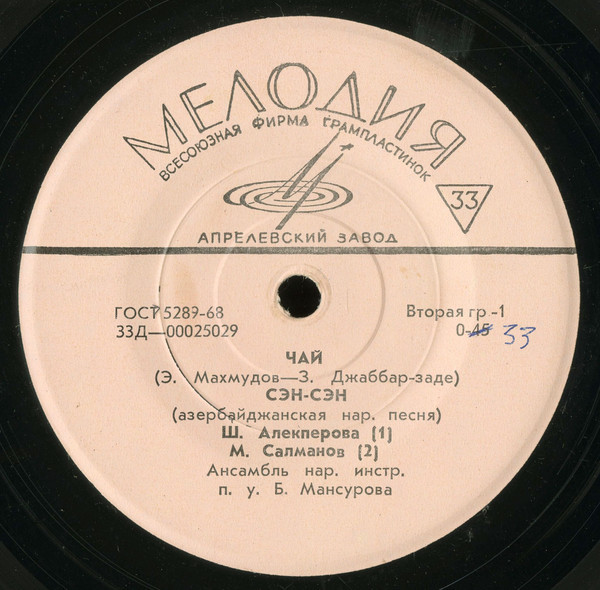 МЕЛОДИЯ
ВСЕСОЮЗНАЯ ФИРМА ГРАМПЛАСТИНОК
33
АПРЕЛЕВСКИЙ ЗАВОД
ГОСТ 5289-68 Вторая гр-1
33Д—00025029 0-45 33
ЧАЙ
(Э. Махмудов—З. Джаббар-заде)
СЭН-СЭН
(азербайджанская нар. песня)
Ш. Алекперова (1)
М. Салманов (2)
Ансамбль нар. инстр.
п. у. Б. Мансурова